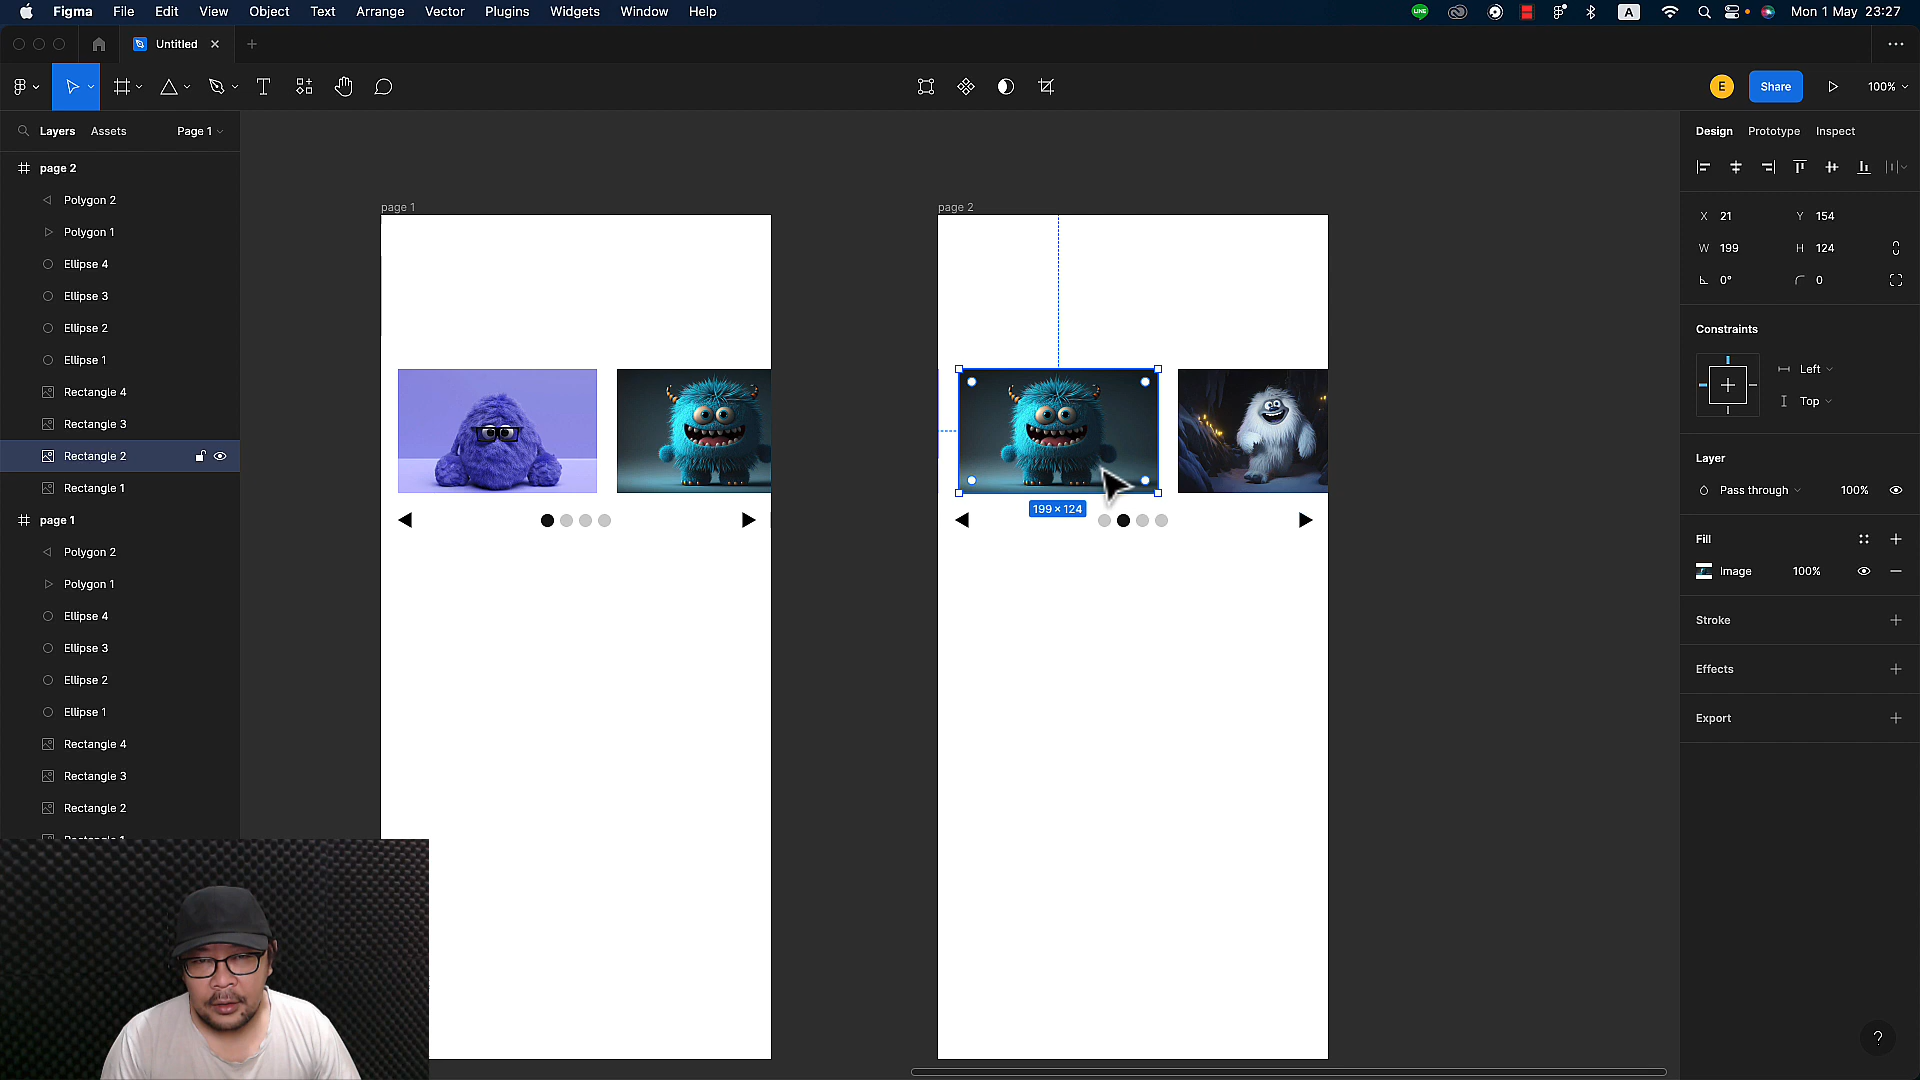 Figma File Edit View Object Text Arrange Vector Plugins Widgets Window Help
A Mon 1 May 23:27
Untitled
E Share 100%
Layers Assets Page 1
Design Prototype Inspect
page 2
Polygon 2
Polygon 1
Ellipse 4
Ellipse 3
Ellipse 2
Ellipse 1
Rectangle 4
Rectangle 3
Rectangle 2
Rectangle 1
page 1
Polygon 2
Polygon 1
Ellipse 4
Ellipse 3
Ellipse 2
Ellipse 1
Rectangle 4
Rectangle 3
Rectangle 2
page 1
page 2
199 × 124
X 21 Y 154
W 199 H 124
0° 0
Constraints
Left
Top
Layer
Pass through 100%
Fill
Image 100%
Stroke
Effects
Export
?